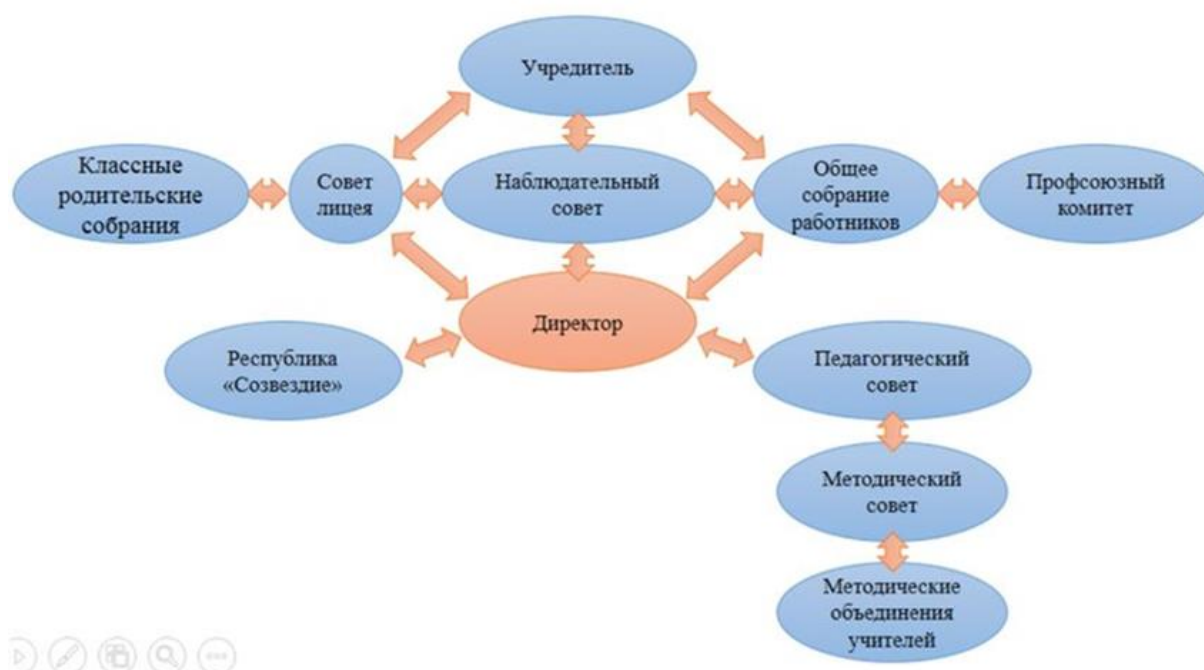 Учредитель
Классные
родительские
собрания
Совет
лицея
Наблюдательный
совет
Общее
собрание
работников
Профсоюзный
комитет
Директор
Республика
«Созвездие»
Педагогический
совет
Методический
совет
Методические
объединения
учителей